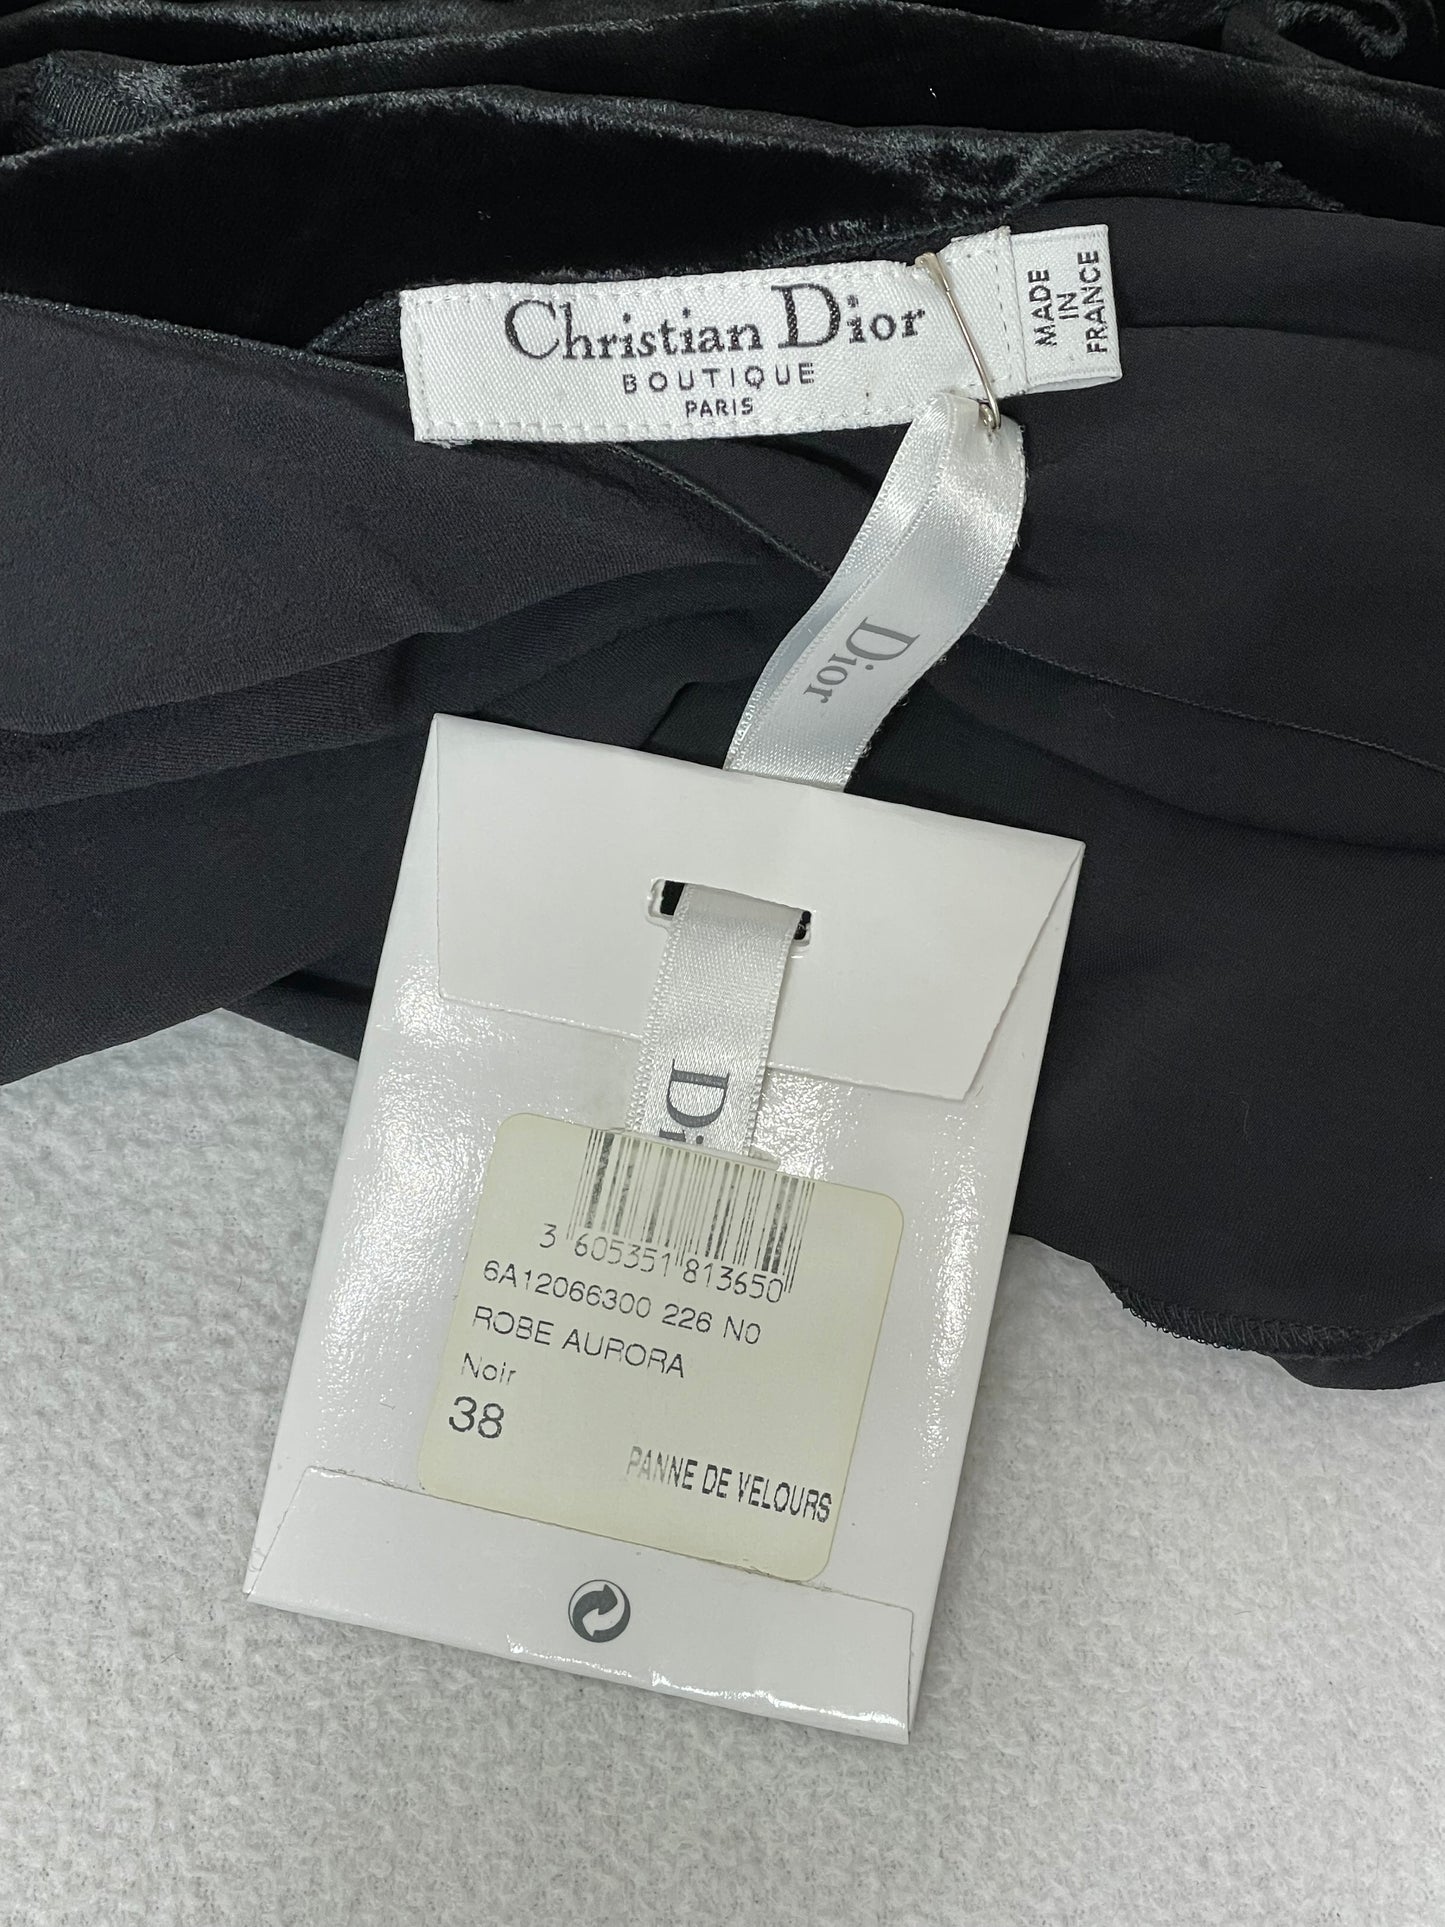 Christian Dior
BOUTIQUE
PARIS
MADE
IN
FRANCE
Dior
Di
3 605351 813650
6A12066300 226 N0
ROBE AURORA
Noir
38
PANNE DE VELOURS